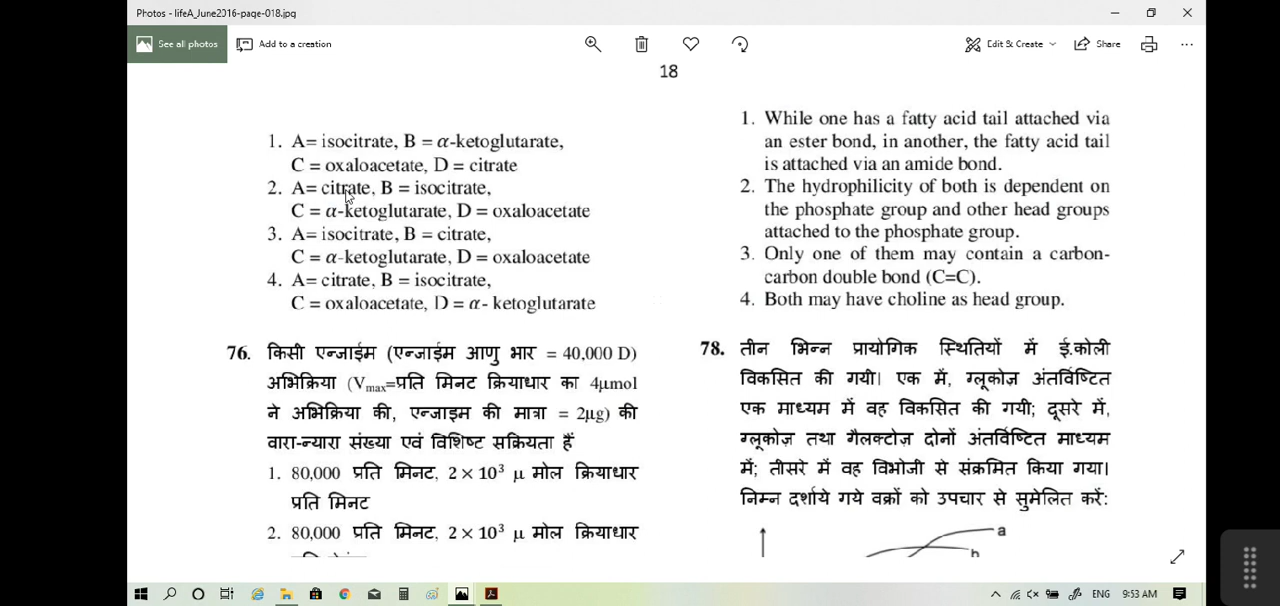 Photos - lifeA_June2016-page-018.jpg
See all photos
Add to a creation
Edit & Create
Share
18
1. A= isocitrate, B = α-ketoglutarate,
C = oxaloacetate, D = citrate
2. A= citrate, B = isocitrate,
C = α-ketoglutarate, D = oxaloacetate
3. A= isocitrate, B = citrate,
C = α-ketoglutarate, D = oxaloacetate
4. A= citrate, B = isocitrate,
C = oxaloacetate, D = α- ketoglutarate
76. किसी एन्जाईम (एन्जाईम आणु भार = 40,000 D)
अभिक्रिया (Vmax=प्रति मिनट क्रियाधार का 4µmol
ने अभिक्रिया की, एन्जाइम की मात्रा = 2µg) की
वारा-न्यारा संख्या एवं विशिष्ट सक्रियता हैं
1. 80,000 प्रति मिनट, 2 × 10³ µ मोल क्रियाधार
प्रति मिनट
2. 80,000 प्रति मिनट, 2 × 10³ µ मोल क्रियाधार
1. While one has a fatty acid tail attached via
an ester bond, in another, the fatty acid tail
is attached via an amide bond.
2. The hydrophilicity of both is dependent on
the phosphate group and other head groups
attached to the phosphate group.
3. Only one of them may contain a carbon-
carbon double bond (C=C).
4. Both may have choline as head group.
78. तीन भिन्न प्रायोगिक स्थितियों में ई.कोली
विकसित की गयी। एक में, ग्लूकोज़ अंतर्विष्टित
एक माध्यम में वह विकसित की गयी; दूसरे में,
ग्लूकोज़ तथा गैलक्टोज़ दोनों अंतर्विष्टित माध्यम
में; तीसरे में वह विभोजी से संक्रमित किया गया।
निम्न दर्शाये गये वक्रों को उपचार से सुमेलित करें:
a
b
ENG
9:53 AM